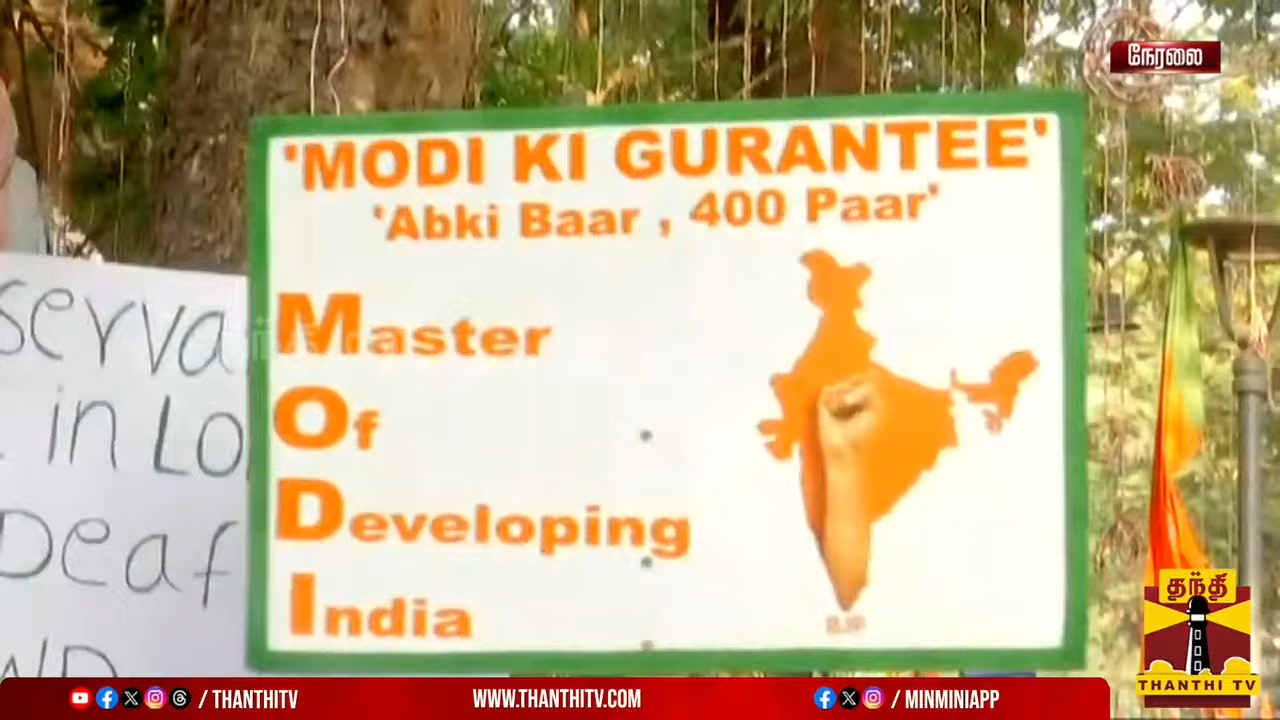 நேரலை
'MODI KI GURANTEE'
'Abki Baar , 400 Paar'
Master
Of
Developing
India
BJP
serva
in Lo
Deaf
தந்தி
THANTHI TV
/ THANTHITV
WWW.THANTHITV.COM
/ MINMINIAPP